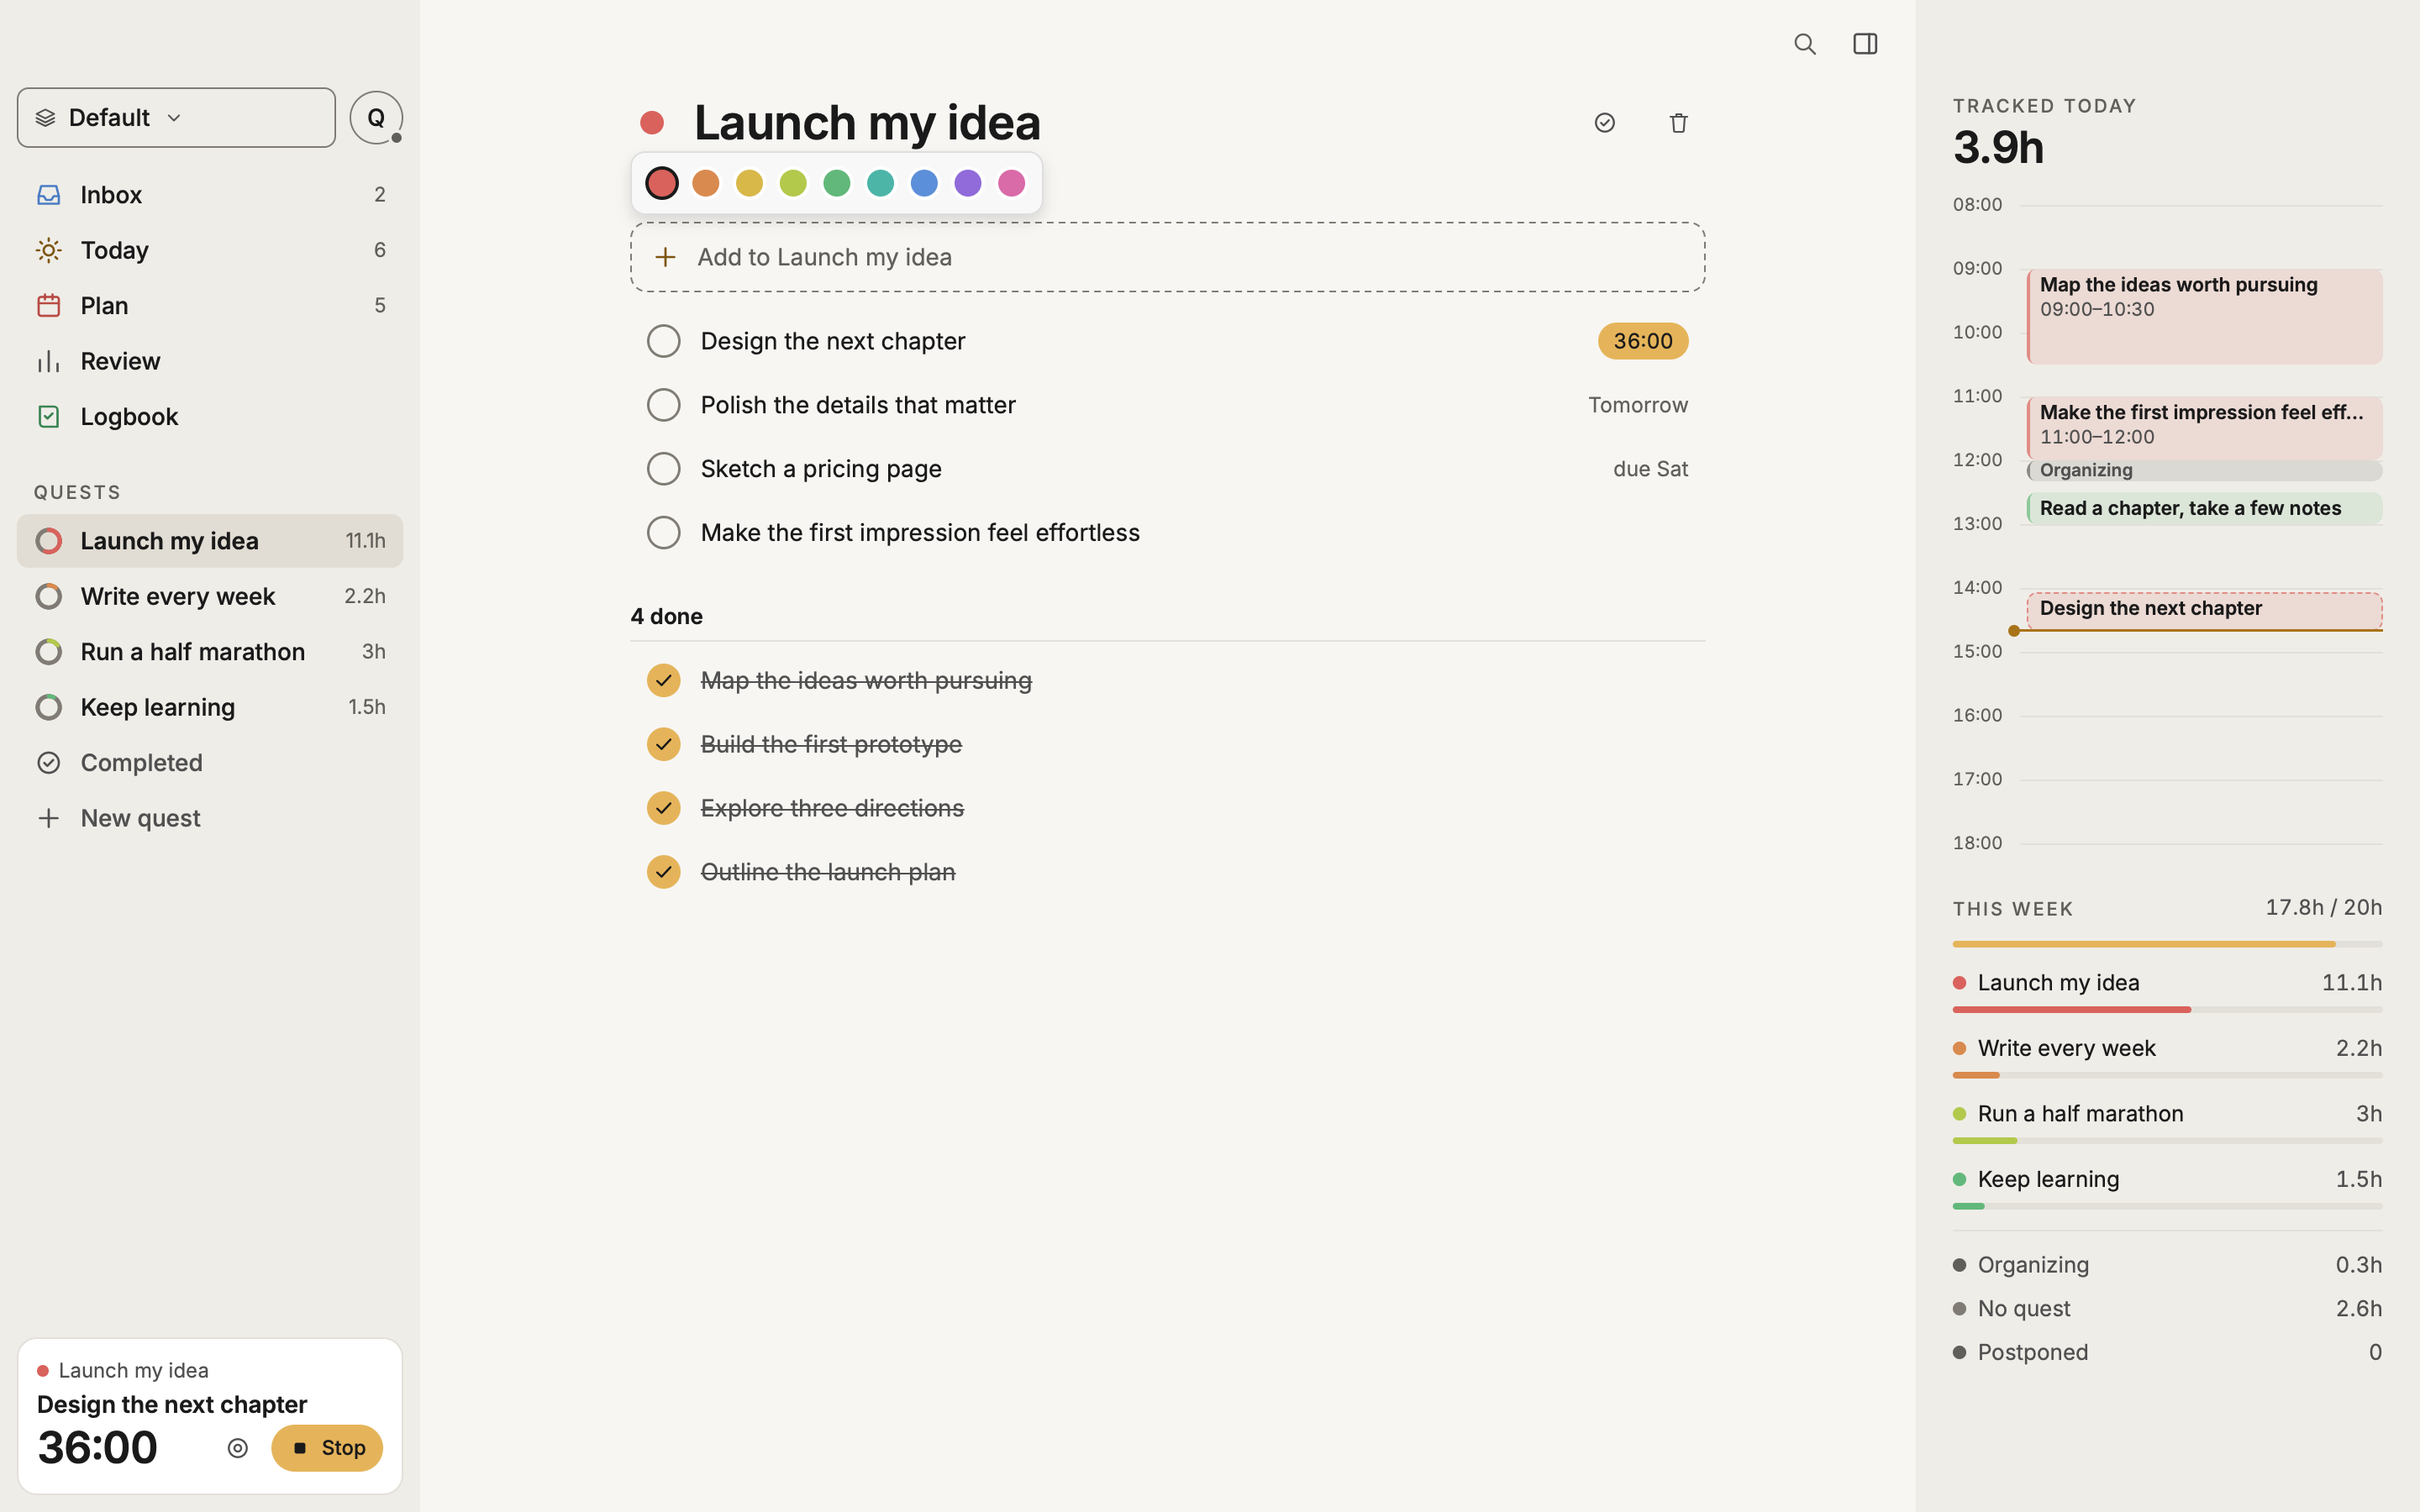 Default
Q
Inbox 2
Today 6
Plan 5
Review
Logbook
QUESTS
Launch my idea 11.1h
Write every week 2.2h
Run a half marathon 3h
Keep learning 1.5h
Completed
New quest
Launch my idea
Design the next chapter
36:00 Stop
Launch my idea
Add to Launch my idea
Design the next chapter 36:00
Polish the details that matter Tomorrow
Sketch a pricing page due Sat
Make the first impression feel effortless
4 done
Map the ideas worth pursuing
Build the first prototype
Explore three directions
Outline the launch plan
TRACKED TODAY
3.9h
08:00
09:00
Map the ideas worth pursuing
09:00–10:30
10:00
11:00
Make the first impression feel eff...
11:00–12:00
12:00
Organizing
Read a chapter, take a few notes
13:00
14:00
Design the next chapter
15:00
16:00
17:00
18:00
THIS WEEK 17.8h / 20h
Launch my idea 11.1h
Write every week 2.2h
Run a half marathon 3h
Keep learning 1.5h
Organizing 0.3h
No quest 2.6h
Postponed 0